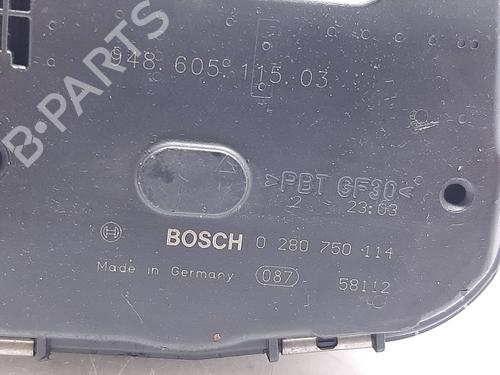 948.605.115.03
>PBT GF30<
2 23:03
BOSCH 0 280 750 114
Made in Germany 087 58112
B-PARTS